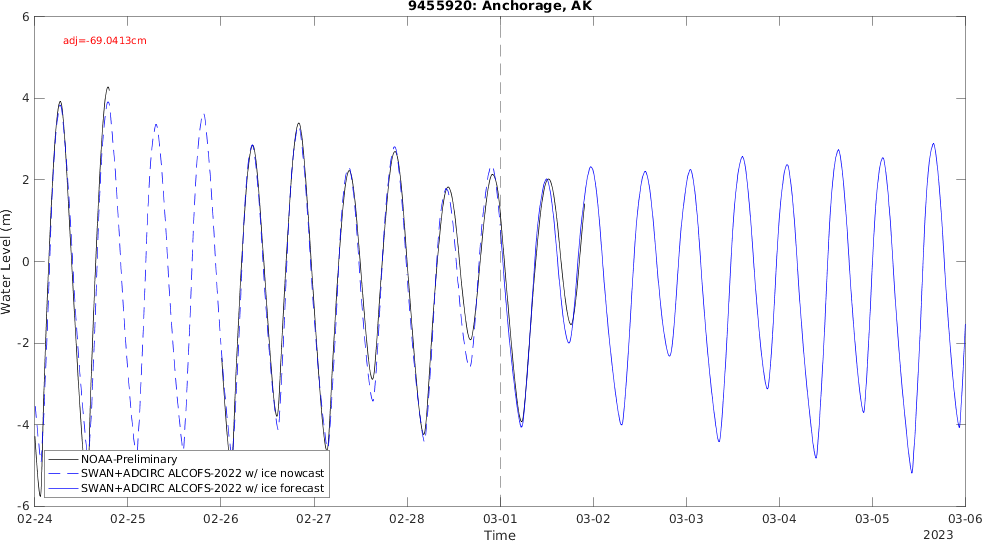 9455920: Anchorage, AK
adj=-69.0413cm
6
4
2
0
-2
-4
-6
Water Level (m)
NOAA-Preliminary
SWAN+ADCIRC ALCOFS-2022 w/ ice nowcast
SWAN+ADCIRC ALCOFS-2022 w/ ice forecast
02-24 02-25 02-26 02-27 02-28 03-01 03-02 03-03 03-04 03-05 03-06
Time
2023